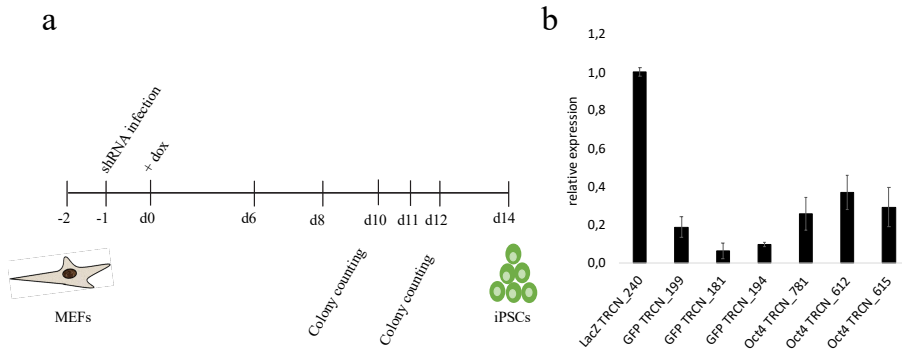 a
shRNA infection
+ dox
-2
-1
d0
d6
d8
d10
d11
d12
d14
Colony counting
Colony counting
MEFs
iPSCs
b
relative expression
1,2
1,0
0,8
0,6
0,4
0,2
0,0
LacZ TRCN_240
GFP TRCN_199
GFP TRCN_181
GFP TRCN_194
Oct4 TRCN_781
Oct4 TRCN_612
Oct4 TRCN_615